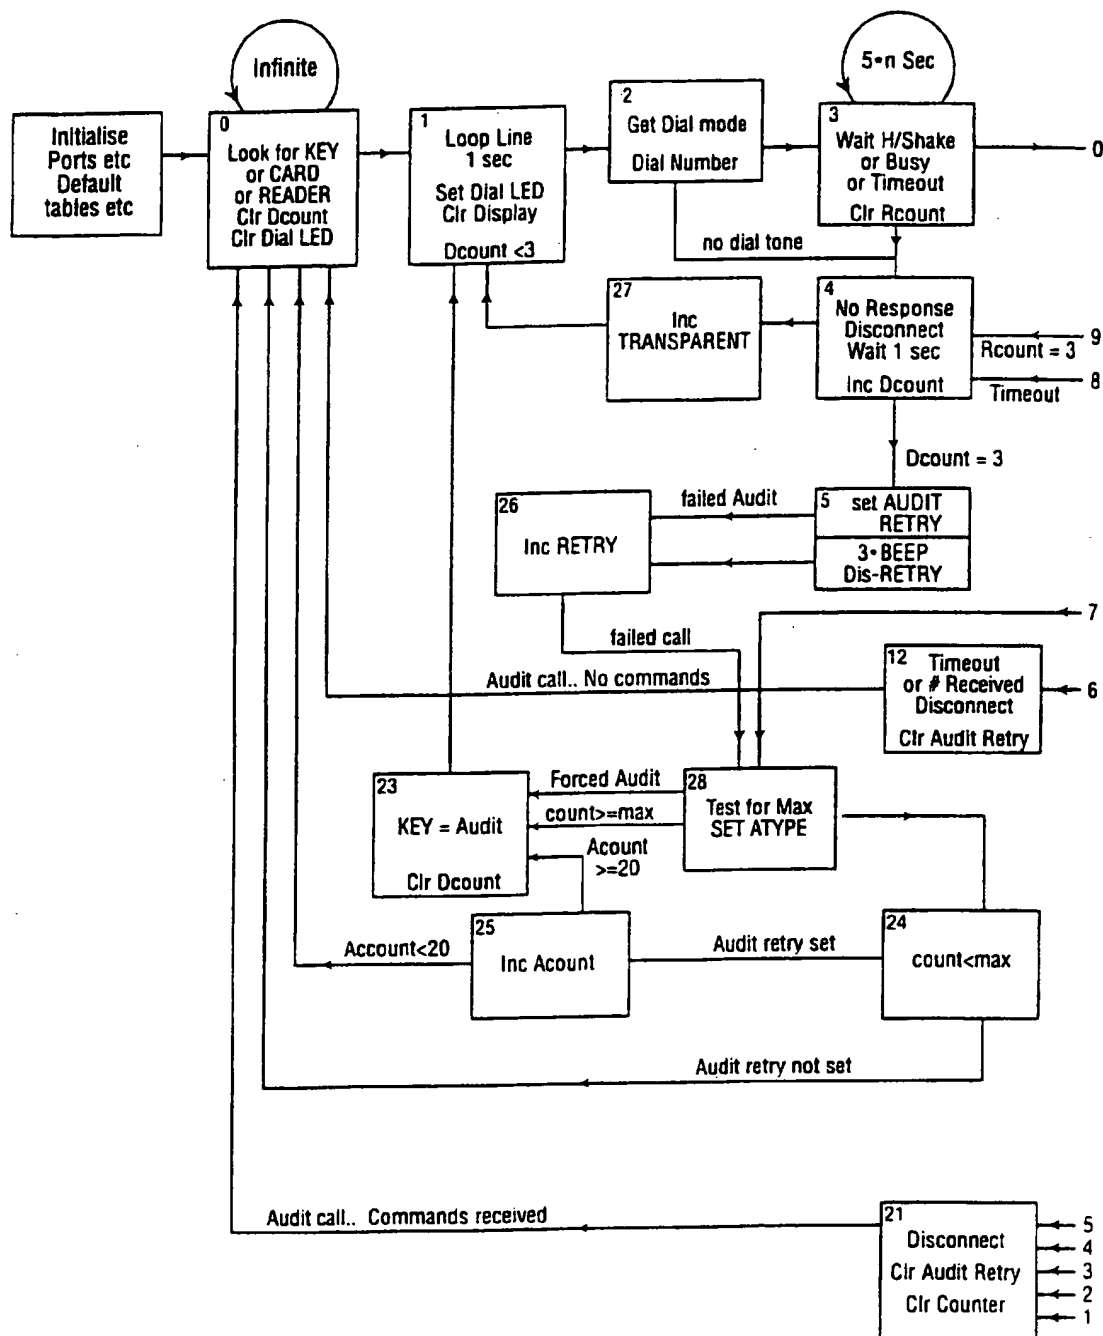 Infinite
5•n Sec
Initialise
Ports etc
Default
tables etc
0
Look for KEY
or CARD
or READER
Clr Dcount
Clr Dial LED
1
Loop Line
1 sec
Set Dial LED
Clr Display
Dcount <3
2
Get Dial mode
Dial Number
3
Wait H/Shake
or Busy
or Timeout
Clr Rcount
0
no dial tone
27
Inc
TRANSPARENT
4
No Response
Disconnect
Wait 1 sec
Inc Dcount
9
Rcount = 3
8
Timeout
Dcount = 3
failed Audit
26
Inc RETRY
5
set AUDIT
RETRY
3•BEEP
Dis-RETRY
failed call
7
Audit call.. No commands
12
Timeout
or # Received
Disconnect
Clr Audit Retry
6
23
KEY = Audit
Clr Dcount
Forced Audit
count>=max
Acount
>=20
28
Test for Max
SET ATYPE
Account<20
25
Inc Acount
Audit retry set
24
count<max
Audit retry not set
Audit call.. Commands received
21
Disconnect
Clr Audit Retry
Clr Counter
5
4
3
2
1